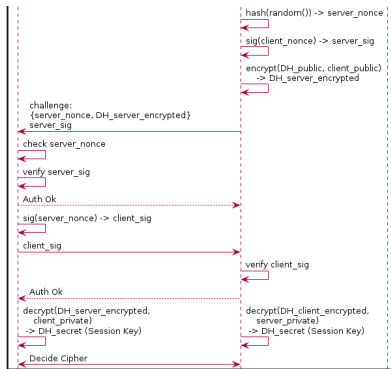 hash(random()) -> server_nonce
sig(client_nonce) -> server_sig
encrypt(DH_public, client_public)
-> DH_server_encrypted
challenge:
{server_nonce, DH_server_encrypted}
server_sig
check server_nonce
verify server_sig
Auth Ok
sig(server_nonce) -> client_sig
client_sig
verify client_sig
Auth Ok
decrypt(DH_server_encrypted,
client_private)
-> DH_secret (Session Key)
decrypt(DH_client_encrypted,
server_private)
-> DH_secret (Session Key)
Decide Cipher